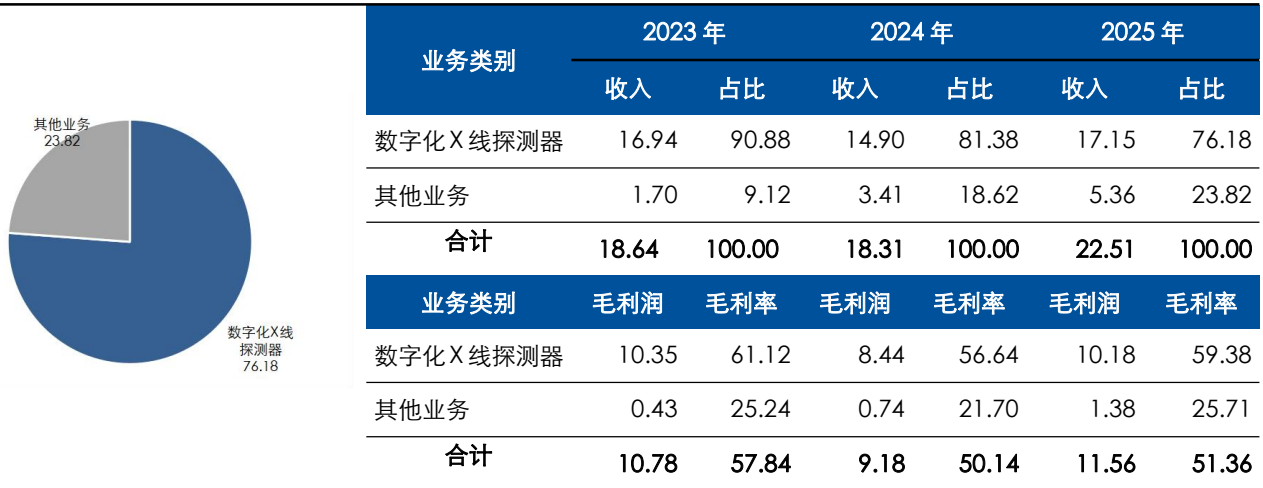 其他业务
23.82
数字化X线
探测器
76.18
业务类别 2023 年 2024 年 2025 年
收入 占比 收入 占比 收入 占比
数字化 X 线探测器 16.94 90.88 14.90 81.38 17.15 76.18
其他业务 1.70 9.12 3.41 18.62 5.36 23.82
合计 18.64 100.00 18.31 100.00 22.51 100.00
业务类别 毛利润 毛利率 毛利润 毛利率 毛利润 毛利率
数字化 X 线探测器 10.35 61.12 8.44 56.64 10.18 59.38
其他业务 0.43 25.24 0.74 21.70 1.38 25.71
合计 10.78 57.84 9.18 50.14 11.56 51.36